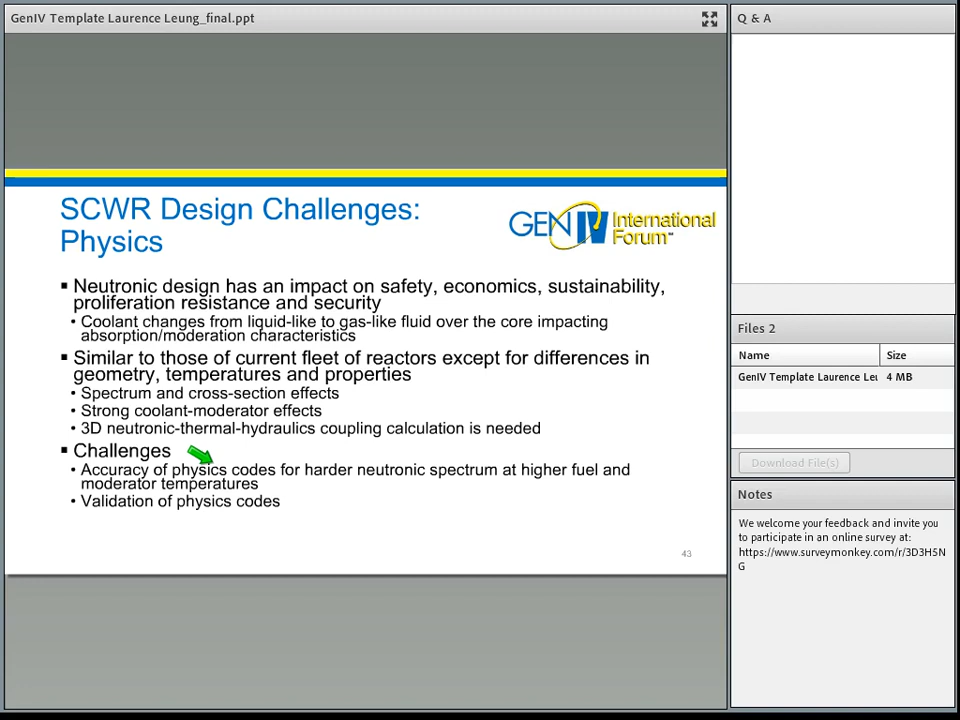 GenIV Template Laurence Leung_final.ppt
SCWR Design Challenges:
Physics
GENIV International
Forum™
▪ Neutronic design has an impact on safety, economics, sustainability,
proliferation resistance and security
• Coolant changes from liquid-like to gas-like fluid over the core impacting
absorption/moderation characteristics
▪ Similar to those of current fleet of reactors except for differences in
geometry, temperatures and properties
• Spectrum and cross-section effects
• Strong coolant-moderator effects
• 3D neutronic-thermal-hydraulics coupling calculation is needed
▪ Challenges
• Accuracy of physics codes for harder neutronic spectrum at higher fuel and
moderator temperatures
• Validation of physics codes
43
Q & A
Files 2
Name Size
GenIV Template Laurence Leu 4 MB
Download File(s)
Notes
We welcome your feedback and invite you
to participate in an online survey at:
https://www.surveymonkey.com/r/3D3H5N
G